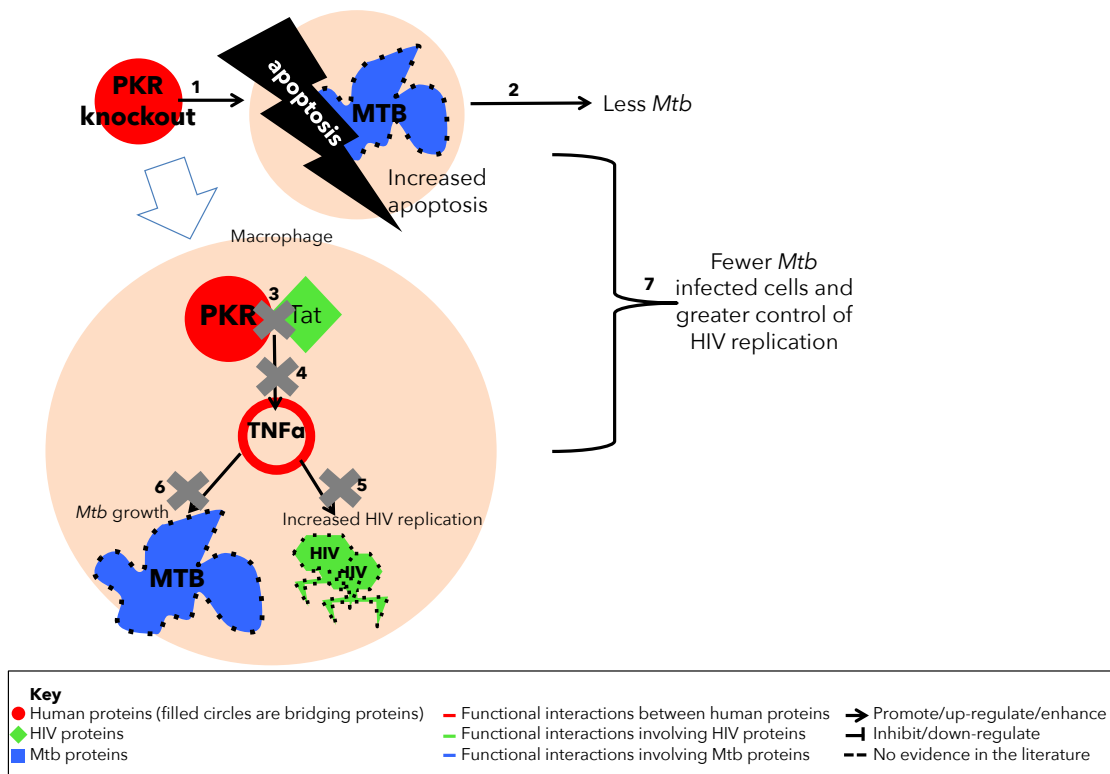 PKR
knockout
1
apoptosis
MTB
2
Less Mtb
Increased
apoptosis
Macrophage
3
PKR
Tat
4
TNFα
7
Fewer Mtb
infected cells and
greater control of
HIV replication
6
5
Mtb growth
Increased HIV replication
MTB
HIV
HIV
Key
Human proteins (filled circles are bridging proteins)
HIV proteins
Mtb proteins
Functional interactions between human proteins
Functional interactions involving HIV proteins
Functional interactions involving Mtb proteins
Promote/up-regulate/enhance
Inhibit/down-regulate
No evidence in the literature